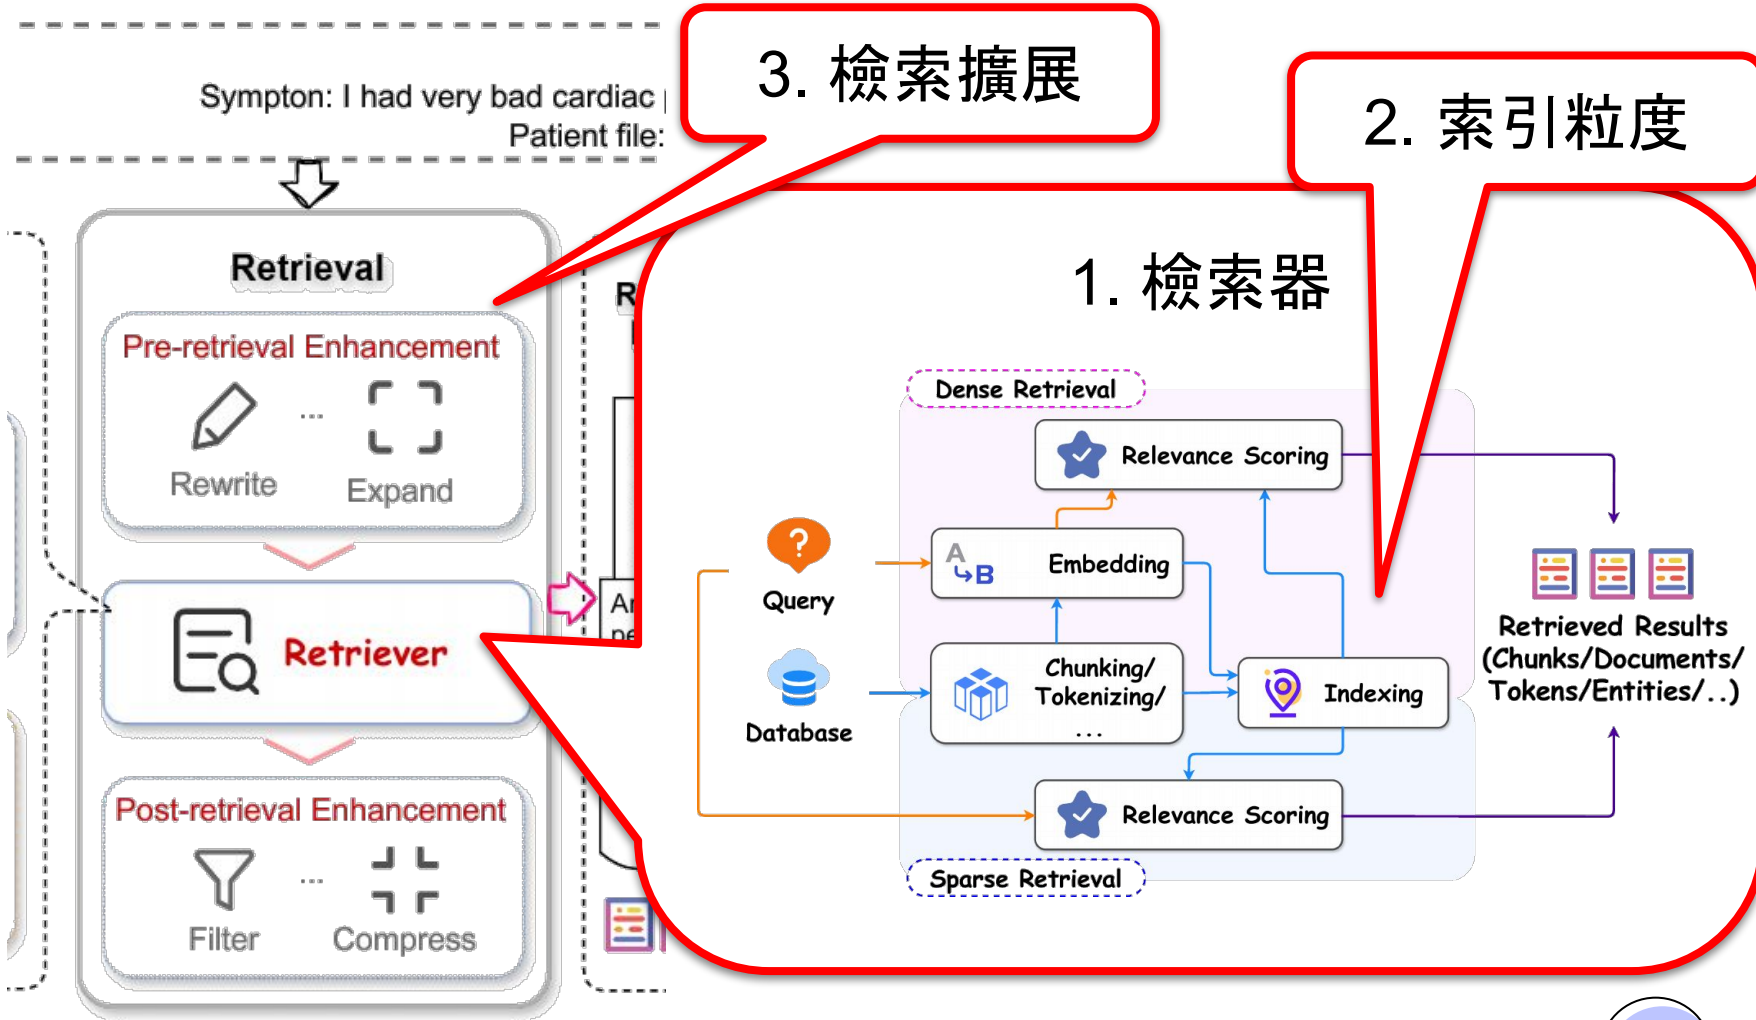 3. 檢索擴展
2. 索引粒度
Sympton: I had very bad cardiac
Patient file:
1. 檢索器
Retrieval
Pre-retrieval Enhancement
...
Rewrite
Expand
Retriever
Post-retrieval Enhancement
...
Filter
Compress
R
Dense Retrieval
Relevance Scoring
?
Query
A
B
Embedding
Database
Chunking/
Tokenizing/
...
Indexing
Relevance Scoring
Sparse Retrieval
Retrieved Results
(Chunks/Documents/
Tokens/Entities/..)